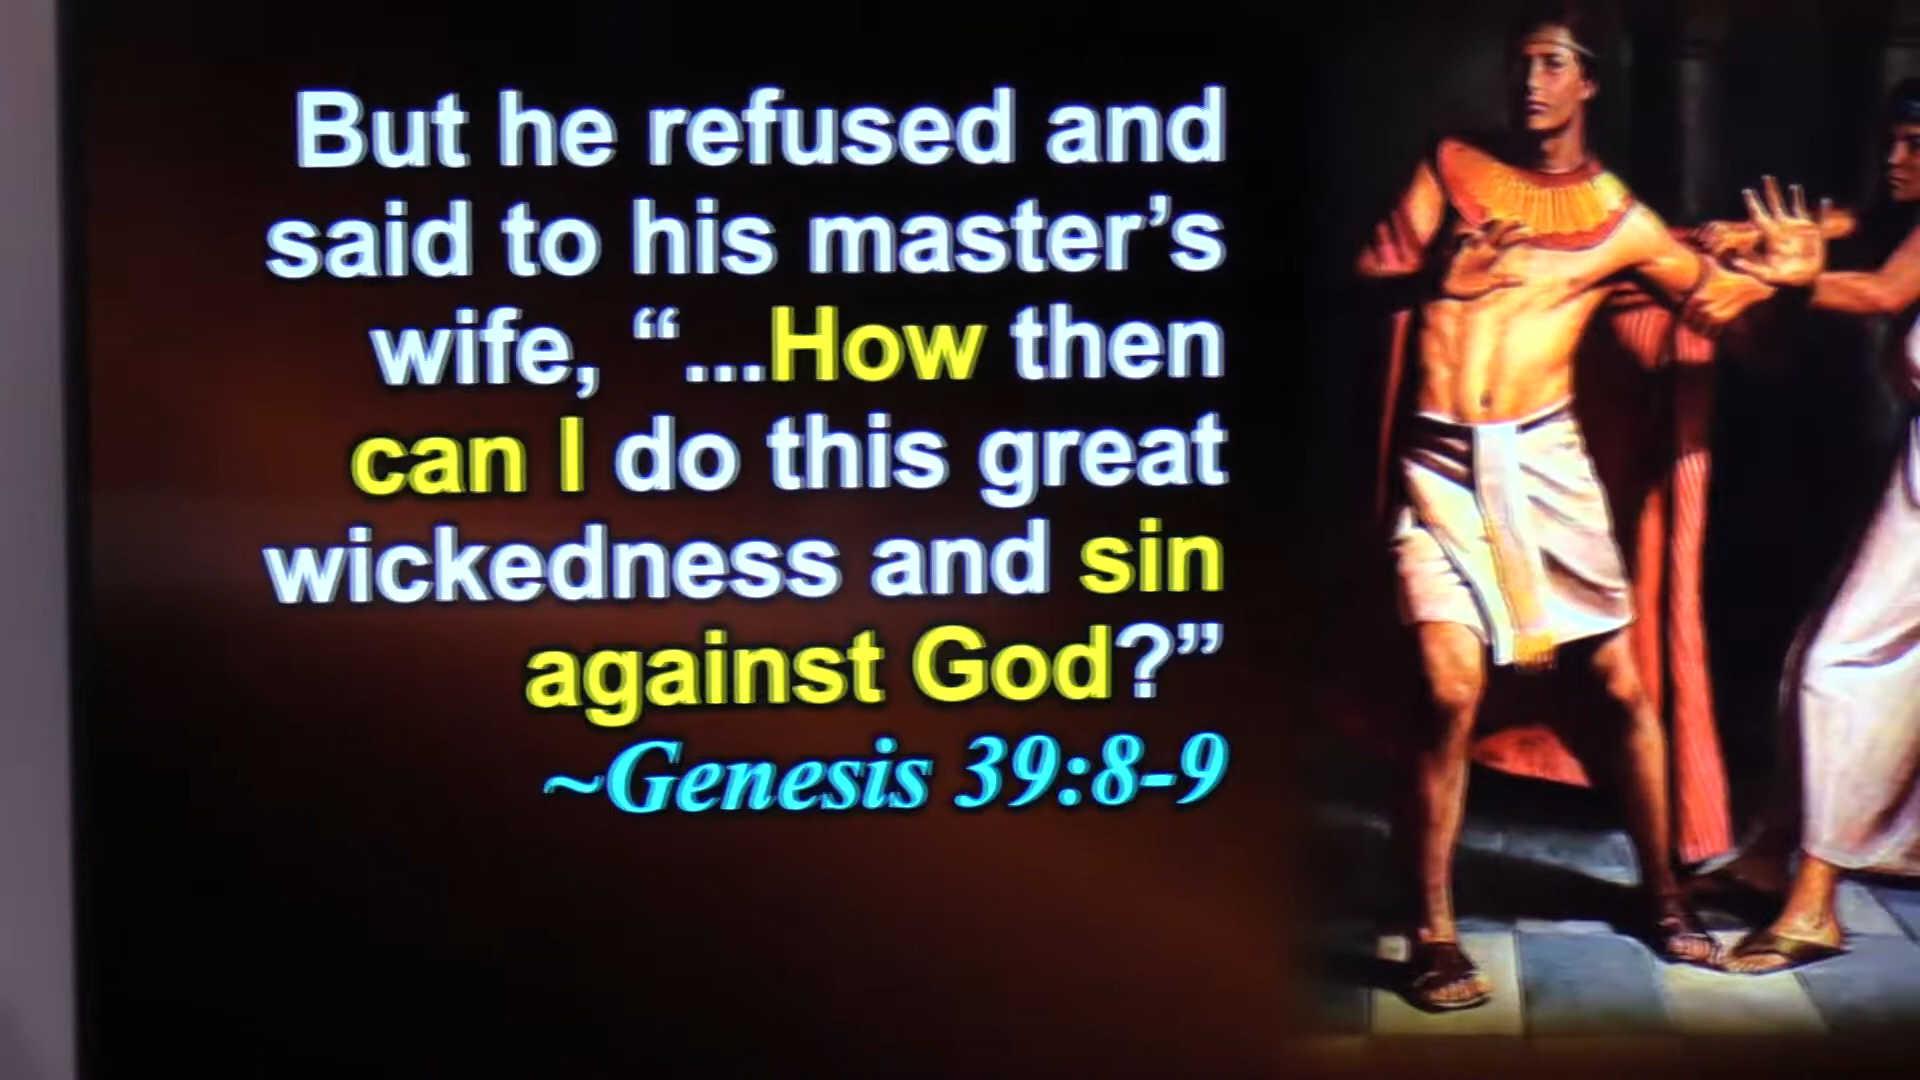 But he refused and
said to his master’s
wife, “...How then
can I do this great
wickedness and sin
against God?”
~Genesis 39:8-9